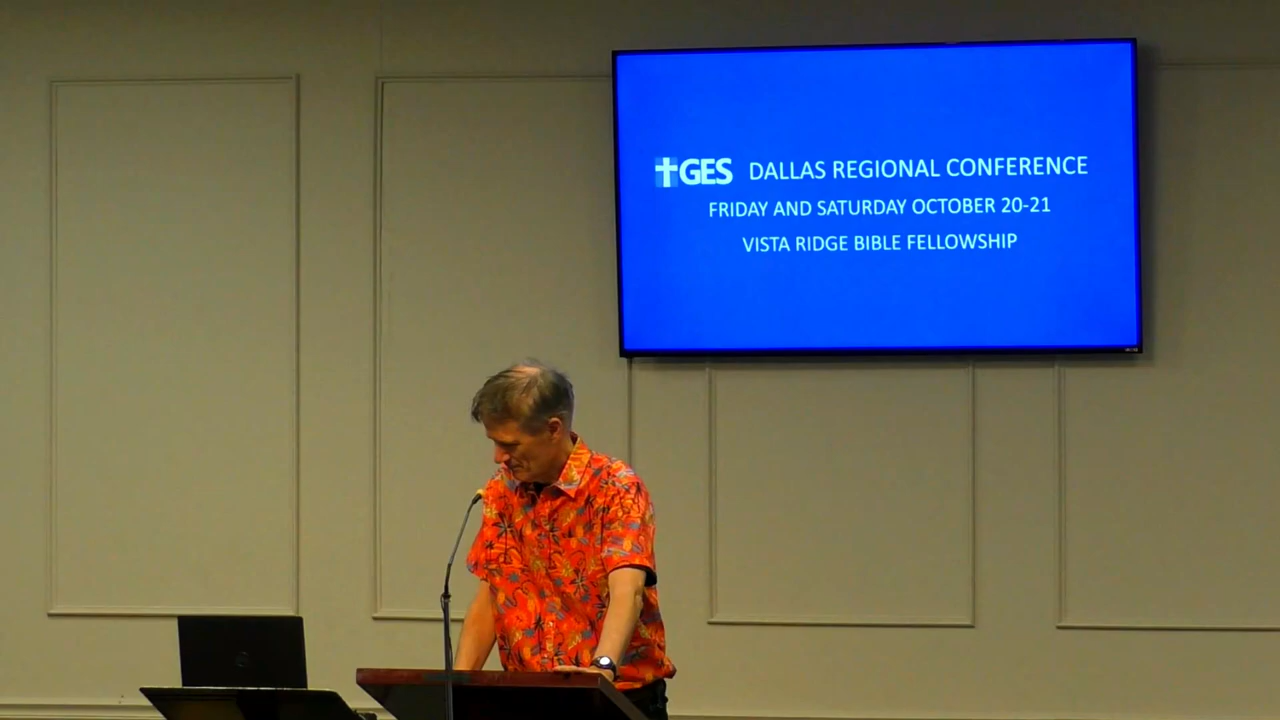 GES DALLAS REGIONAL CONFERENCE
FRIDAY AND SATURDAY OCTOBER 20-21
VISTA RIDGE BIBLE FELLOWSHIP